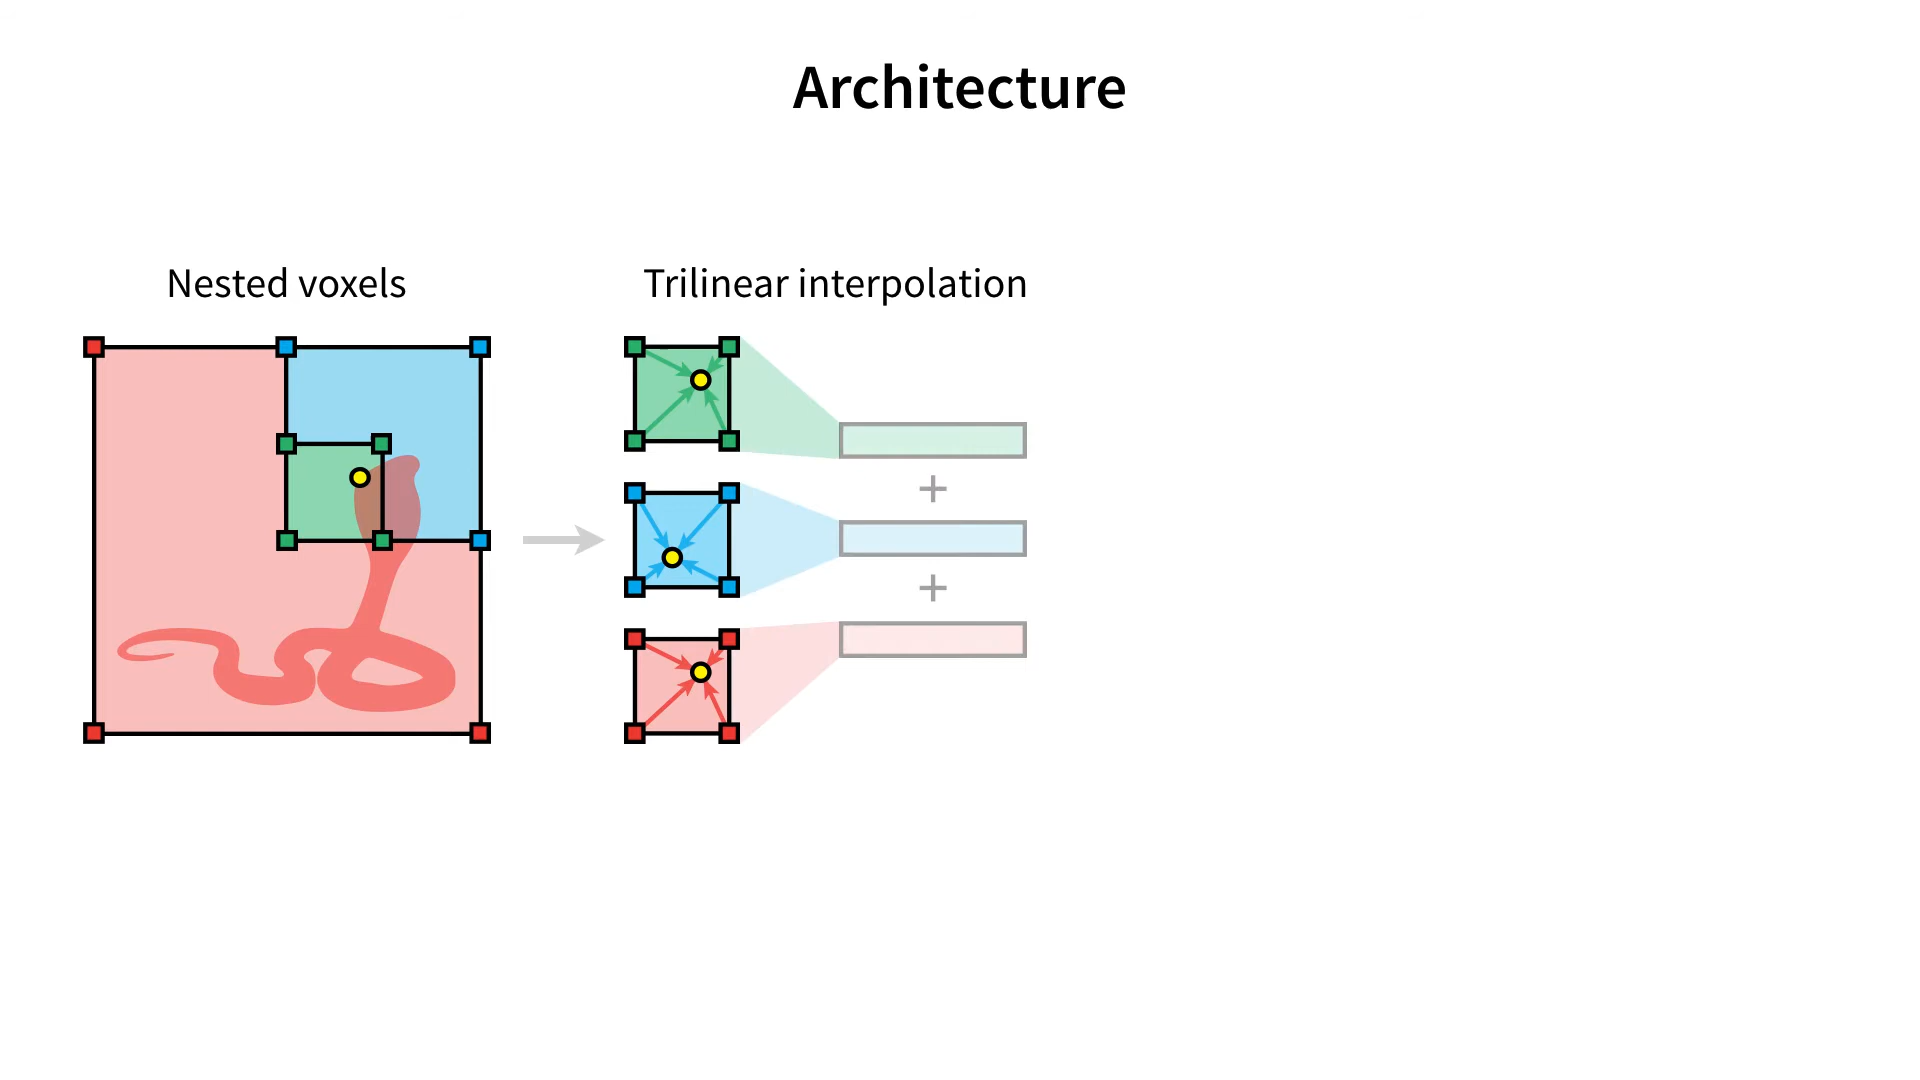 Architecture
Nested voxels
Trilinear interpolation
+
+